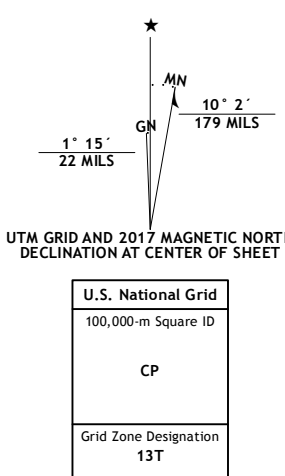 ★
MN
GN
10° 2´
179 MILS
1° 15´
22 MILS
UTM GRID AND 2017 MAGNETIC NORT
DECLINATION AT CENTER OF SHEET
U.S. National Grid
100,000-m Square ID
CP
Grid Zone Designation
13T